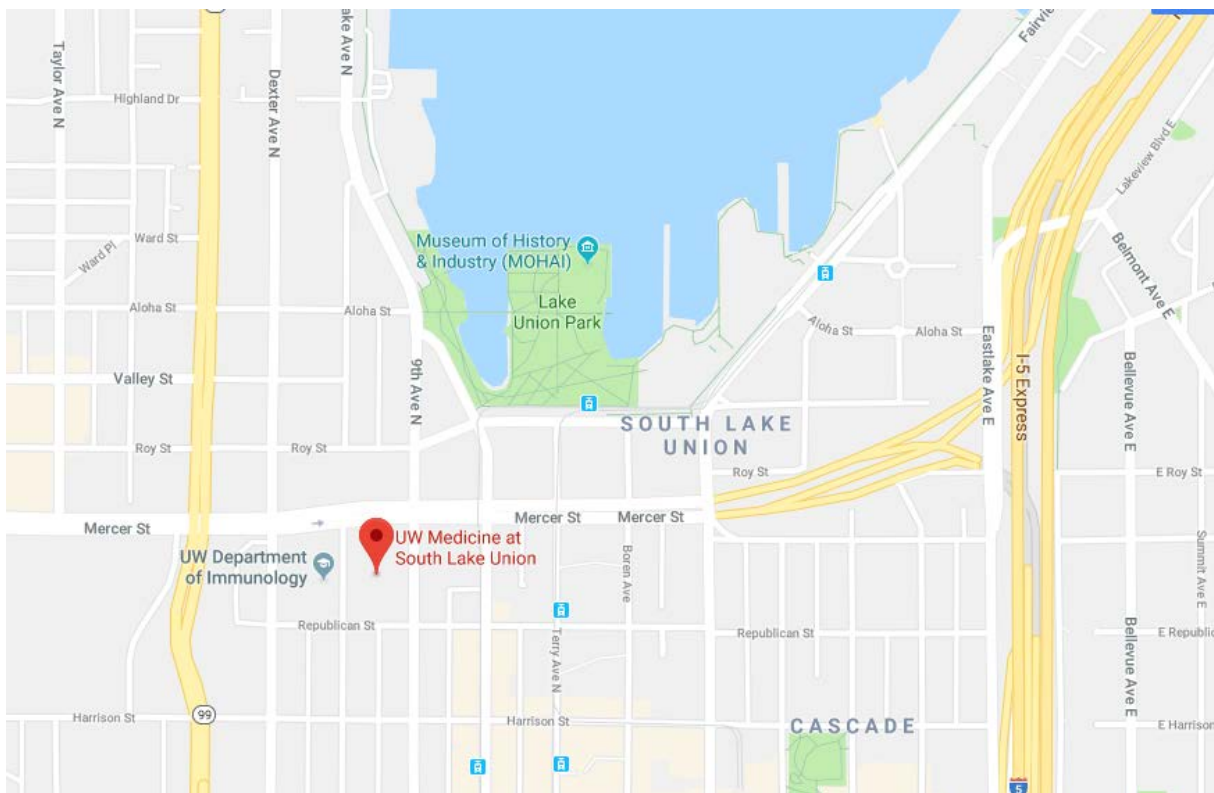 Taylor Ave N
Dexter Ave N
ke Ave N
Fairvie
Highland Dr
Lakeview Blvd E
Ward St
Ward Pl
Museum of History
& Industry (MOHAI)
Belmont Ave E
Lake
Union Park
Aloha St
Aloha St
Aloha St
Aloha St
Eastlake Ave E
I-5 Express
Bellevue Ave E
Valley St
9th Ave N
SOUTH LAKE
UNION
Roy St
Roy St
Roy St
E Roy St
Mercer St
Mercer St
Mercer St
UW Medicine at
South Lake Union
UW Department
of Immunology
Boren Ave
Summit Ave E
Republican St
Republican St
E Republic
Terry Ave N
Bellevue Ave E
Harrison St
99
Harrison St
CASCADE
E Harrison
5